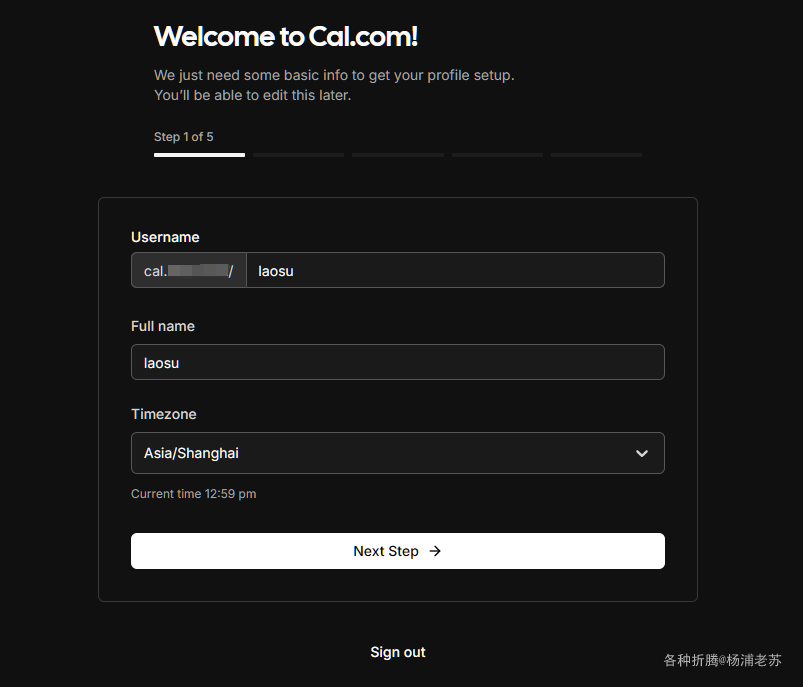 Welcome to Cal.com!
We just need some basic info to get your profile setup.
You'll be able to edit this later.
Step 1 of 5
Username
cal. / laosu
Full name
laosu
Timezone
Asia/Shanghai
Current time 12:59 pm
Next Step →
Sign out
各种折腾@杨浦老苏